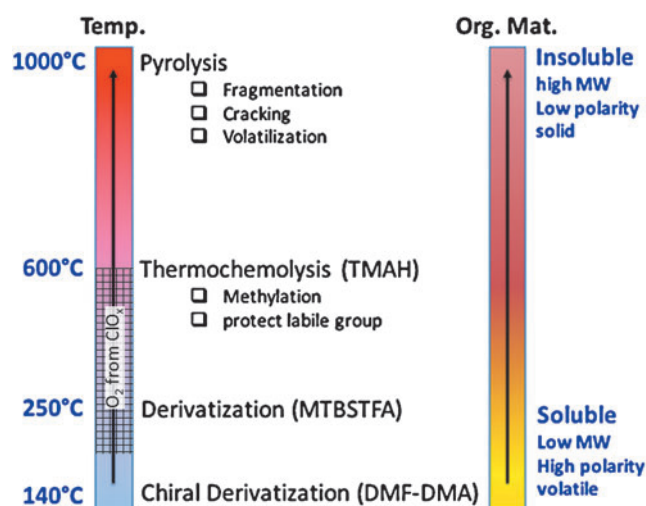 Temp.
Org. Mat.
1000°C
Pyrolysis
❑ Fragmentation
❑ Cracking
❑ Volatilization
Insoluble
high MW
Low polarity
solid
600°C
Thermochemolysis (TMAH)
❑ Methylation
❑ protect labile group
O₂ from ClOₓ
250°C
Derivatization (MTBSTFA)
Soluble
Low MW
High polarity
volatile
140°C
Chiral Derivatization (DMF-DMA)